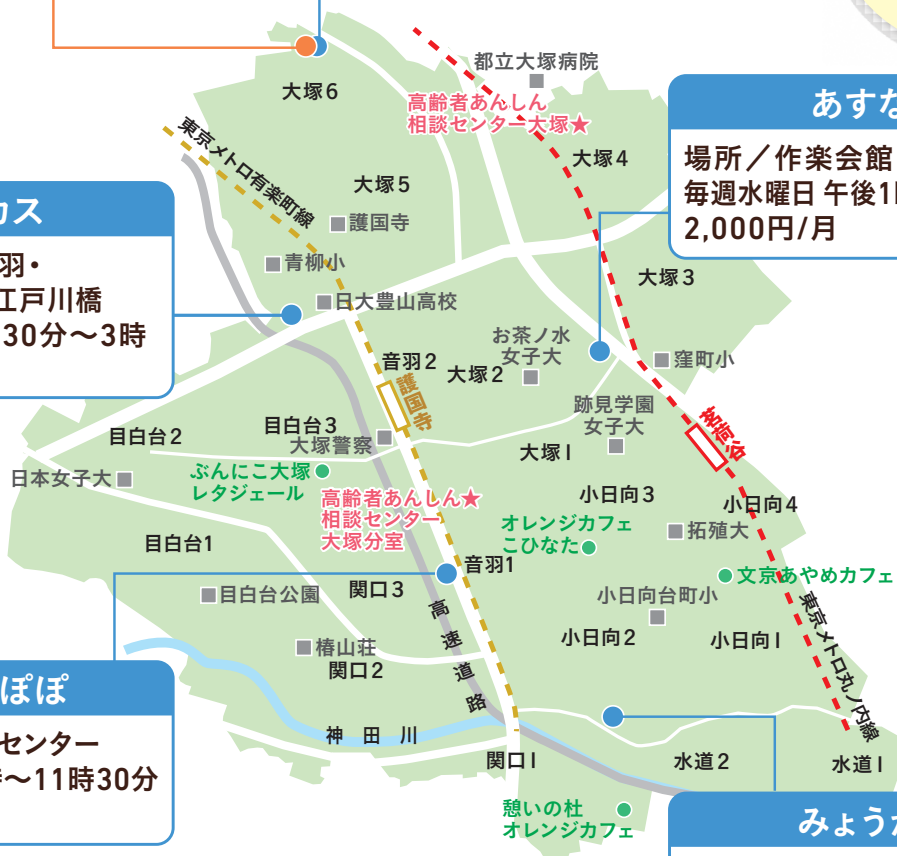 都立大塚病院
大塚6
高齢者あんしん
相談センター大塚★
あすな
場所／作楽会館
毎週水曜日 午後1
2,000円/月
東京メトロ有楽町線
大塚4
大塚5
護国寺
カス
羽・
江戸川橋
30分～3時
青柳小
日大豊山高校
大塚3
お茶ノ水
女子大
音羽2
大塚2
窪町小
護国寺
跡見学園
女子大
茗荷谷
目白台2
目白台3
大塚警察
大塚1
日本女子大
ぶんにこ大塚
レタジェール
高齢者あんしん★
相談センター
大塚分室
小日向3
小日向4
オレンジカフェ
こひなた
拓殖大
目白台1
音羽1
文京あやめカフェ
目白台公園
関口3
高速道路
小日向台町小
東京メトロ丸ノ内線
椿山荘
関口2
小日向2
小日向1
ぽぽ
センター
～11時30分
神田川
関口1
水道2
水道1
憩いの杜
オレンジカフェ
みょうが